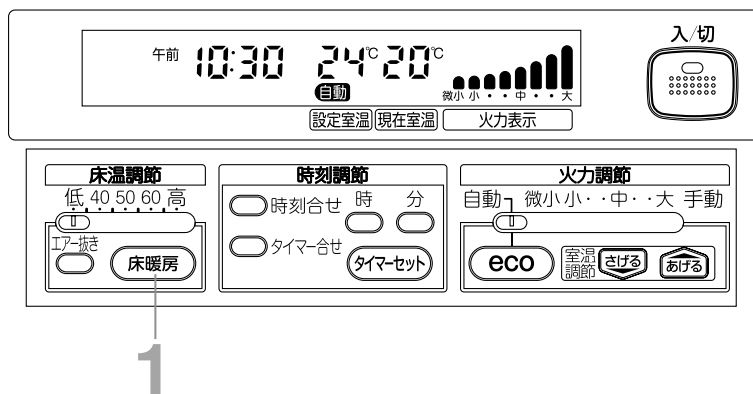 入/切
午前 10:30 24℃ 20℃
自動
微小 小・・中・・大
設定室温 現在室温 火力表示
床温調節 時刻調節 火力調節
低 40 50 60 高
時刻合せ 時 分
自動 微小 小・・中・・大 手動
エアー抜き
床暖房
タイマー合せ
タイマーセット
eco
室温調節 さげる あげる
1